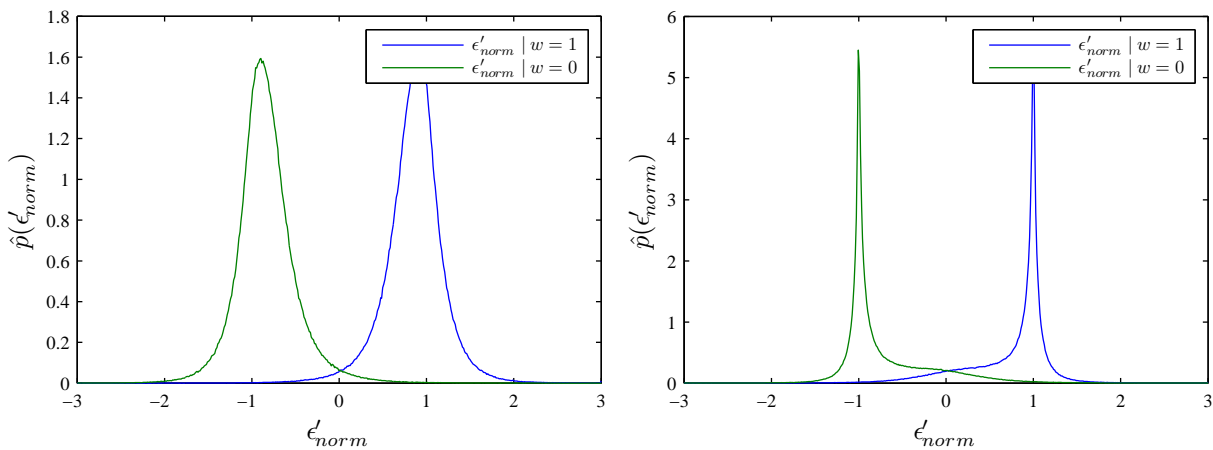 1.8
1.6
1.4
1.2
1
0.8
0.6
0.4
0.2
0
−3 −2 −1 0 1 2 3
p̂(ϵ′norm)
ϵ′norm
ϵ′norm | w = 1
ϵ′norm | w = 0
6
5
4
3
2
1
0
−3 −2 −1 0 1 2 3
p̂(ϵ′norm)
ϵ′norm
ϵ′norm | w = 1
ϵ′norm | w = 0